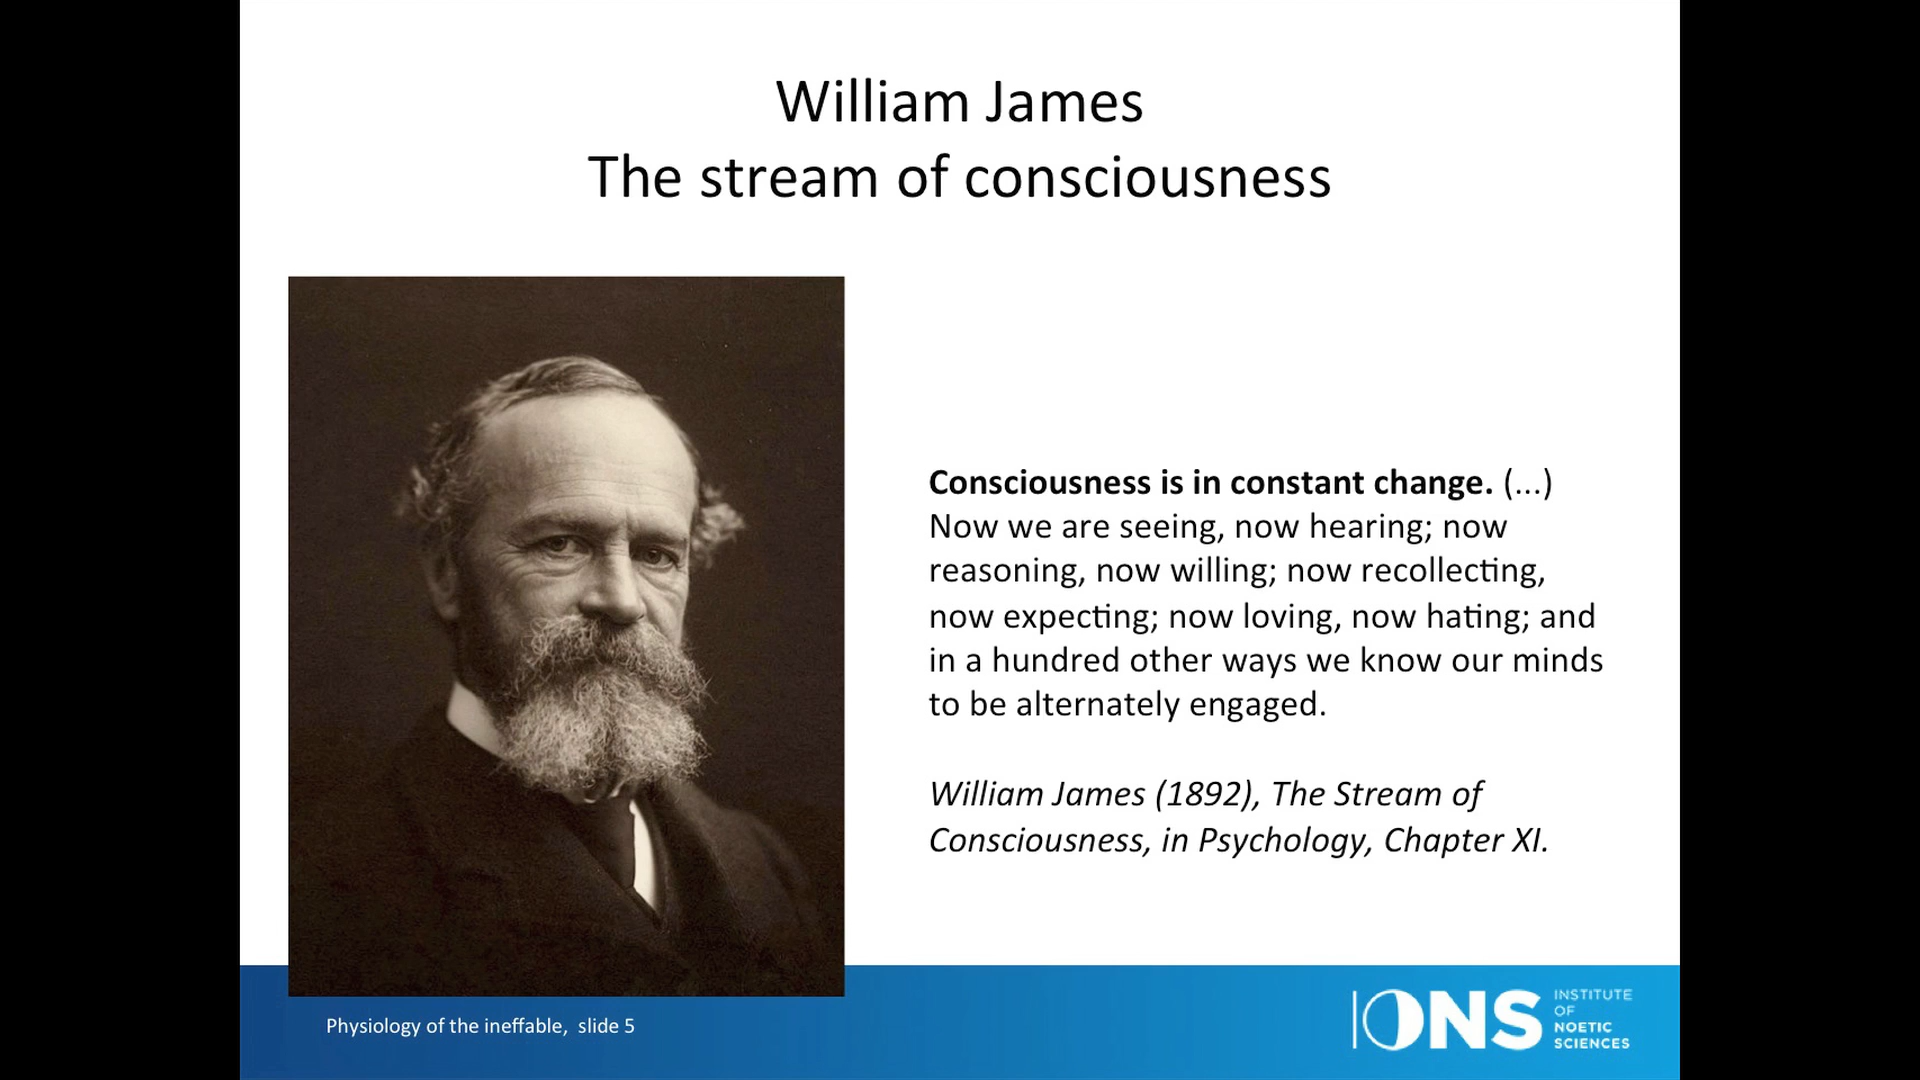 William James
The stream of consciousness
Consciousness is in constant change. (...)
Now we are seeing, now hearing; now
reasoning, now willing; now recollecting,
now expecting; now loving, now hating; and
in a hundred other ways we know our minds
to be alternately engaged.
William James (1892), The Stream of
Consciousness, in Psychology, Chapter XI.
Physiology of the ineffable, slide 5
IONS
INSTITUTE
OF
NOETIC
SCIENCES